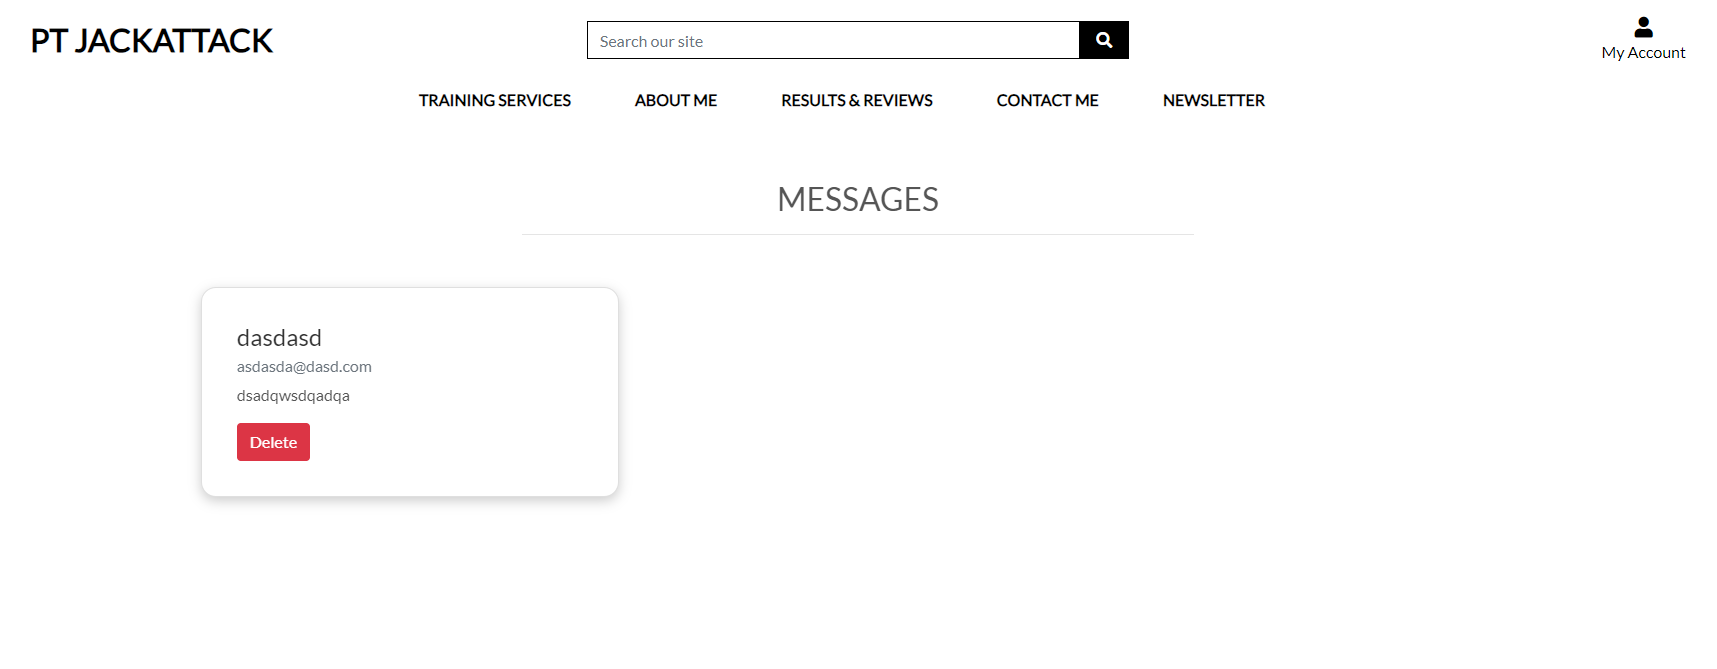 PT JACKATTACK
Search our site
My Account
TRAINING SERVICES ABOUT ME RESULTS & REVIEWS CONTACT ME NEWSLETTER
MESSAGES
dasdasd
asdasda@dasd.com
dsadqwsdqadqa
Delete